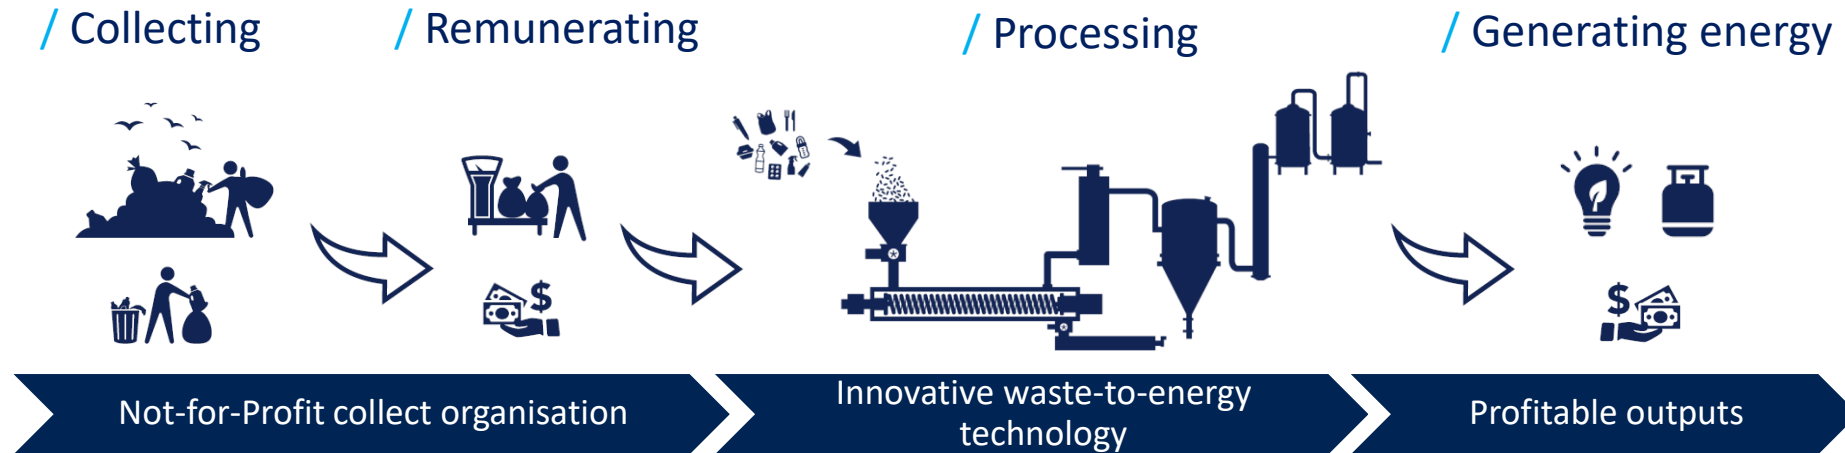 / Collecting
/ Remunerating
/ Processing
/ Generating energy
$
$
Not-for-Profit collect organisation
Innovative waste-to-energy
technology
Profitable outputs